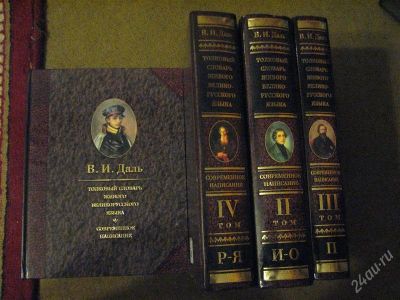 В. И. Даль
ТОЛКОВЫЙ СЛОВАРЬ
ЖИВОГО
ВЕЛИКОРУССКОГО
ЯЗЫКА
СОВРЕМЕННОЕ
НАПИСАНИЕ
В. И. Даль
ТОЛКОВЫЙ
СЛОВАРЬ
ЖИВОГО
ВЕЛИКО-
РУССКОГО
ЯЗЫКА
СОВРЕМЕННОЕ
НАПИСАНИЕ
IV
ТОМ
Р-Я
В. И. Даль
ТОЛКОВЫЙ
СЛОВАРЬ
ЖИВОГО
ВЕЛИКО-
РУССКОГО
ЯЗЫКА
СОВРЕМЕННОЕ
НАПИСАНИЕ
II
ТОМ
И-О
В. И. Даль
ТОЛКОВЫЙ
СЛОВАРЬ
ЖИВОГО
ВЕЛИКО-
РУССКОГО
ЯЗЫКА
СОВРЕМЕННОЕ
НАПИСАНИЕ
III
ТОМ
П
24au.ru